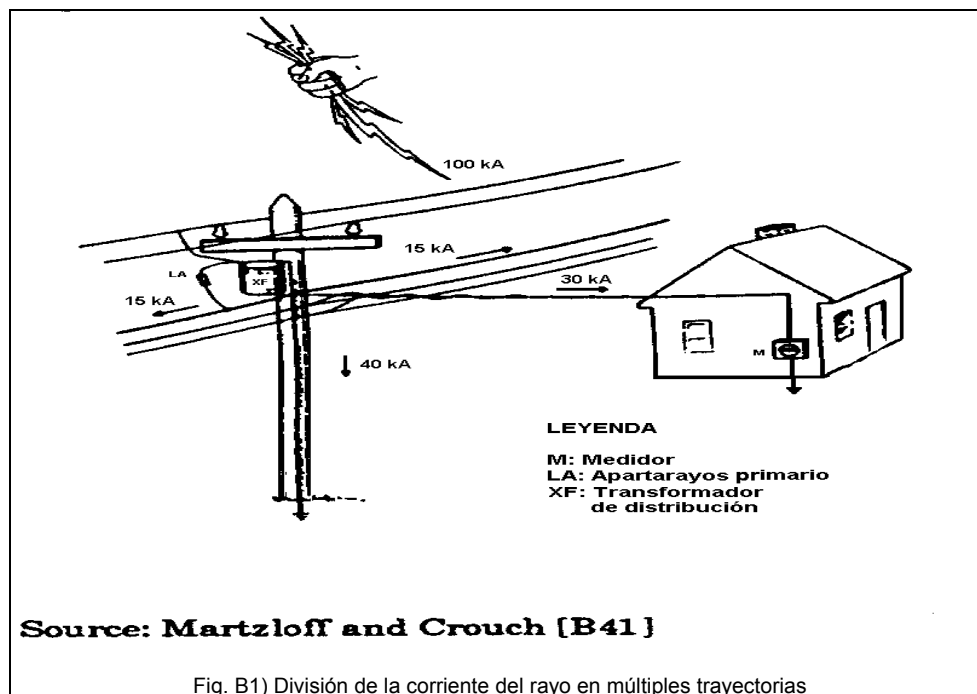 100 kA
15 kA
LA
XF
30 kA
15 kA
40 kA
M
LEYENDA
M: Medidor
LA: Apartarayos primario
XF: Transformador
de distribución
Source: Martzloff and Crouch [B41]
Fig. B1) División de la corriente del rayo en múltiples trayectorias